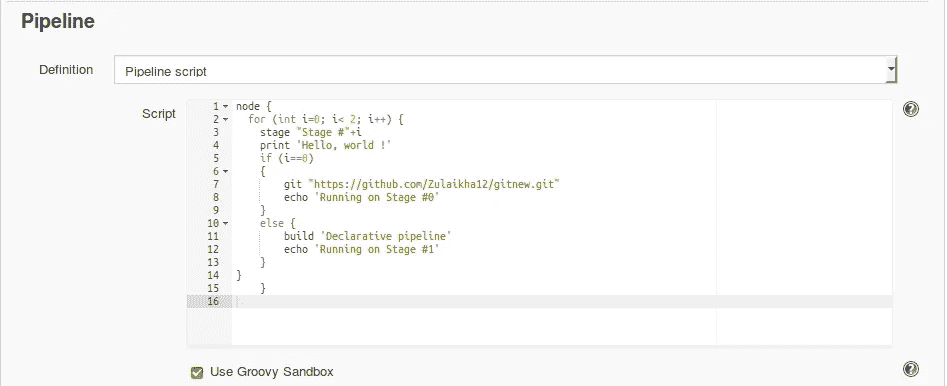 Pipeline
Definition
Pipeline script
Script
1 node {
2 for (int i=0; i< 2; i++) {
3 stage "Stage #"+i
4 print 'Hello, world !'
5 if (i==0)
6 {
7 git "https://github.com/Zulaikha12/gitnew.git"
8 echo 'Running on Stage #0'
9 }
10 else {
11 build 'Declarative pipeline'
12 echo 'Running on Stage #1'
13 }
14 }
15 }
16
Use Groovy Sandbox